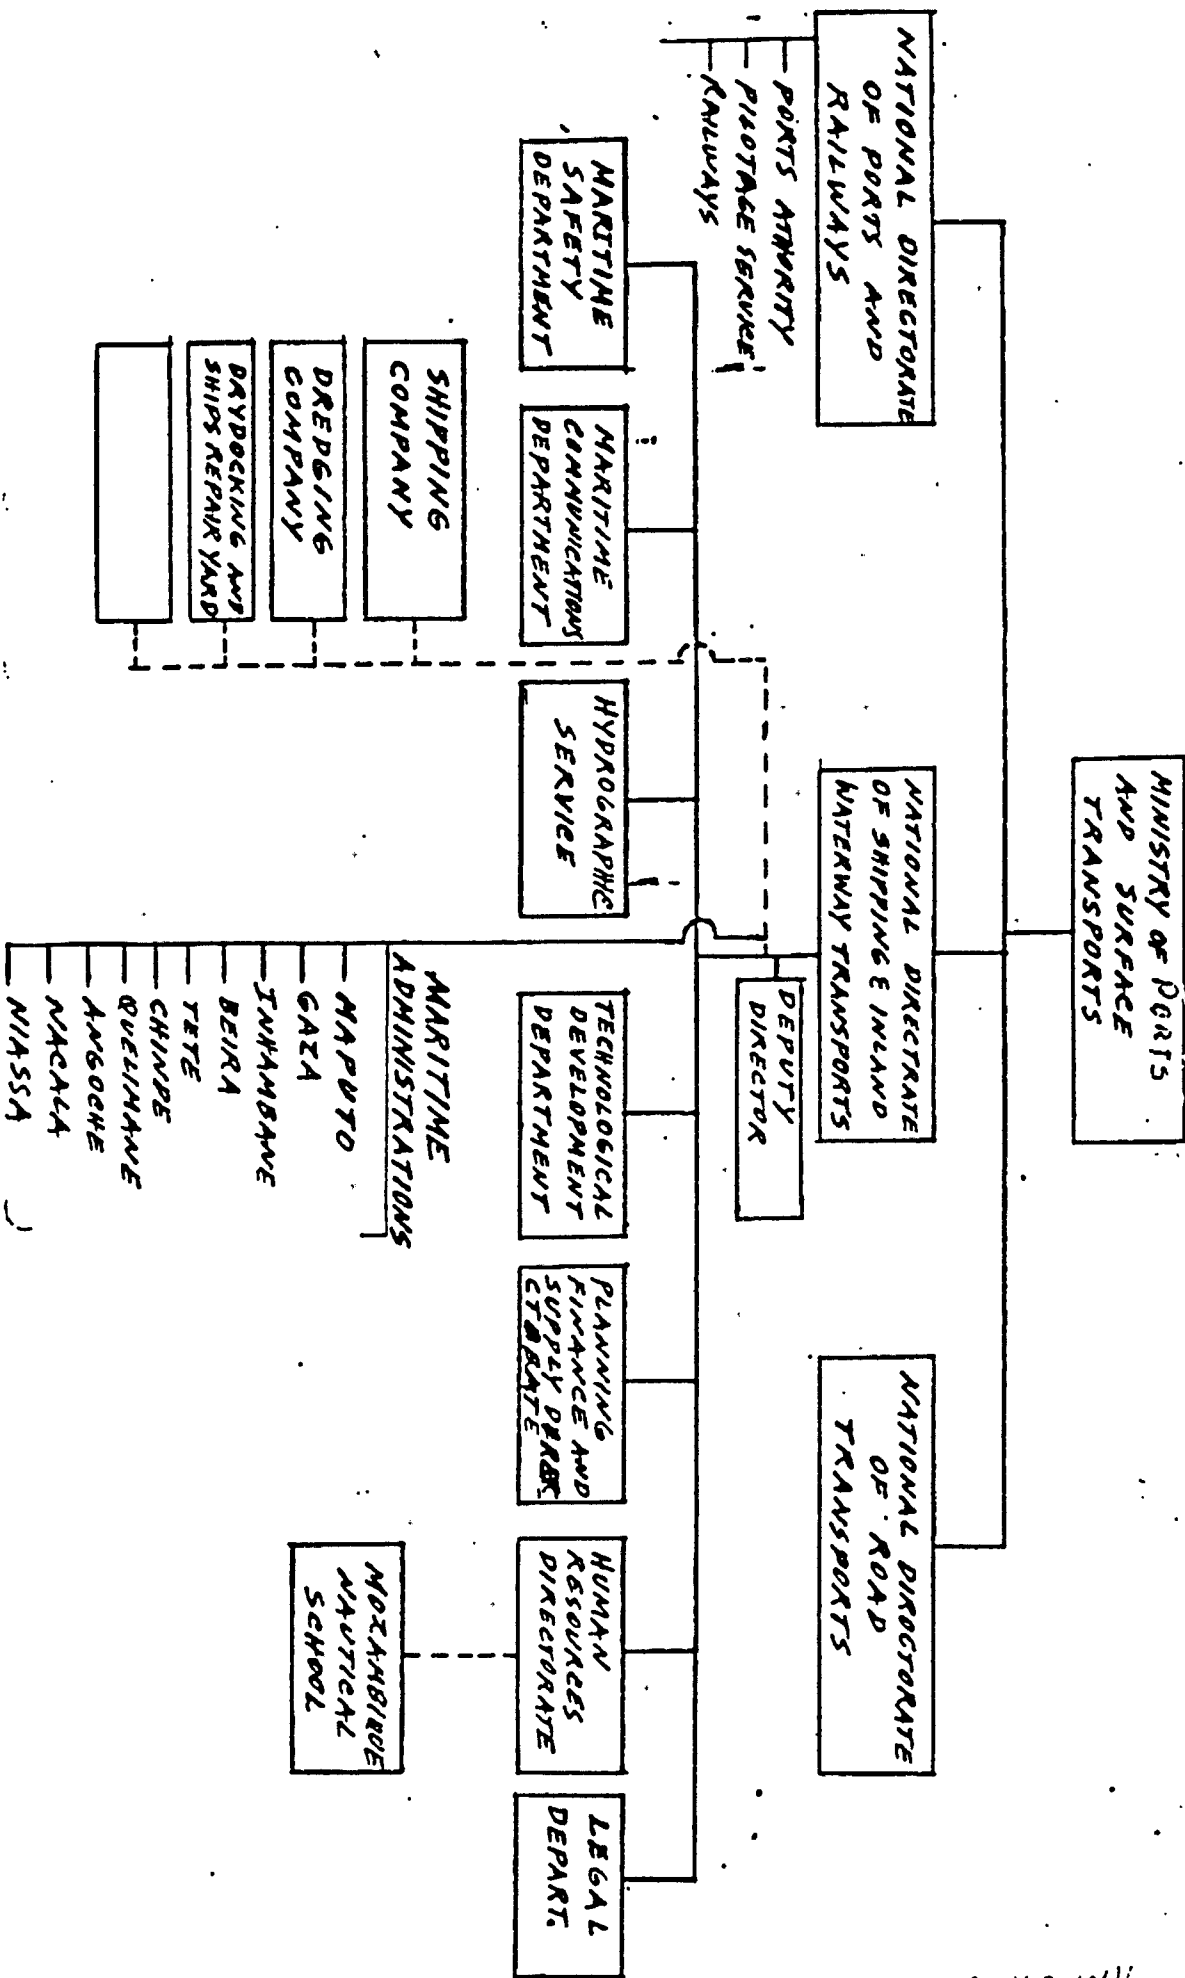 MINISTRY OF PORTS
AND SURFACE
TRANSPORTS
NATIONAL DIRECTORATE
OF PORTS AND
RAILWAYS
PORTS ATHORITY
PILOTAGE SERVICE
RAILWAYS
NATIONAL DIRECTRATE
OF SHIPPING E INLAND
WATERWAY TRANSPORTS
NATIONAL DIROCTORATE
OF ROAD
TRANSPORTS
DEPUTY
DIRECTOR
MARITIME
SAFETY
DEPARTMENT
MARITIME
COMMUNICATIONS
DEPARTMENT
HYDROGRAPHIC
SERVICE
TECHNOLOGICAL
DEVELOPMENT
DEPARTMENT
PLANNING
FINANCE AND
SUPPLY
HUMAN
RESOURCES
DIRECTORATE
LEGAL
DEPART.
SHIPPING
COMPANY
DREDGING
COMPANY
DRYDOCKING AND
SHIPS REPAIR YARD
MARITIME
ADMINISTRATIONS
MAPUTO
GAZA
INHAMBANE
BEIRA
TETE
CHINDE
QUELIMANE
ANGOCHE
NACALA
NIASSA
MOZAMBIQUE
NAUTICAL
SCHOOL